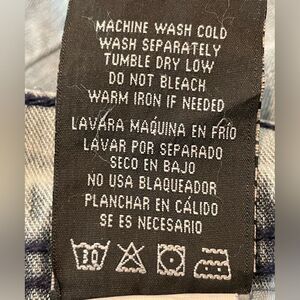 MACHINE WASH COLD
WASH SEPARATELY
TUMBLE DRY LOW
DO NOT BLEACH
WARM IRON IF NEEDED
LAVARA MAQUINA EN FRÍO
LAVAR POR SEPARADO
SECO EN BAJO
NO USA BLAQUEADOR
PLANCHAR EN CÁLIDO
SE ES NECESARIO
30